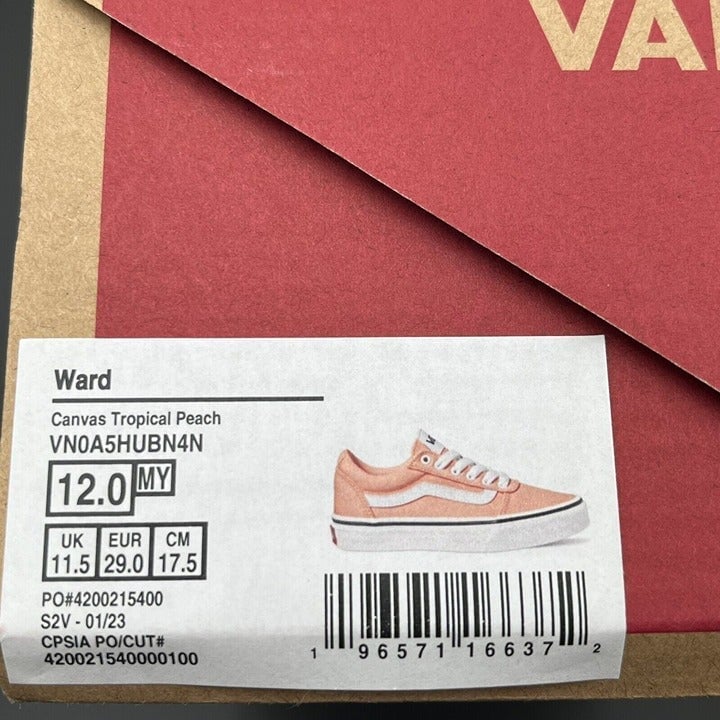 VA
Ward
Canvas Tropical Peach
VN0A5HUBN4N
12.0 MY
UK EUR CM
11.5 29.0 17.5
PO#4200215400
S2V - 01/23
CPSIA PO/CUT#
420021540000100
1 96571 16637 2